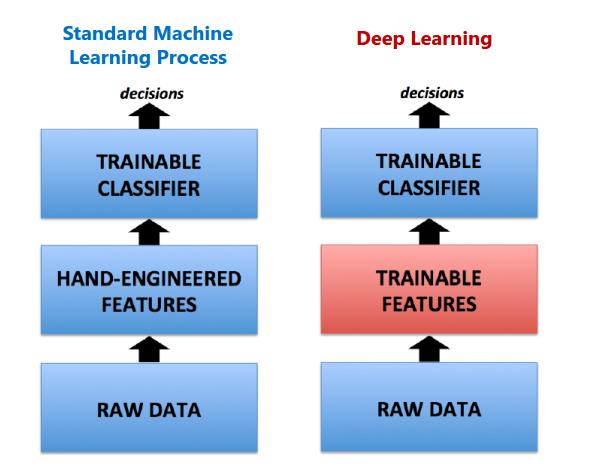 Standard Machine
Learning Process
decisions
TRAINABLE
CLASSIFIER
HAND-ENGINEERED
FEATURES
RAW DATA
Deep Learning
decisions
TRAINABLE
CLASSIFIER
TRAINABLE
FEATURES
RAW DATA